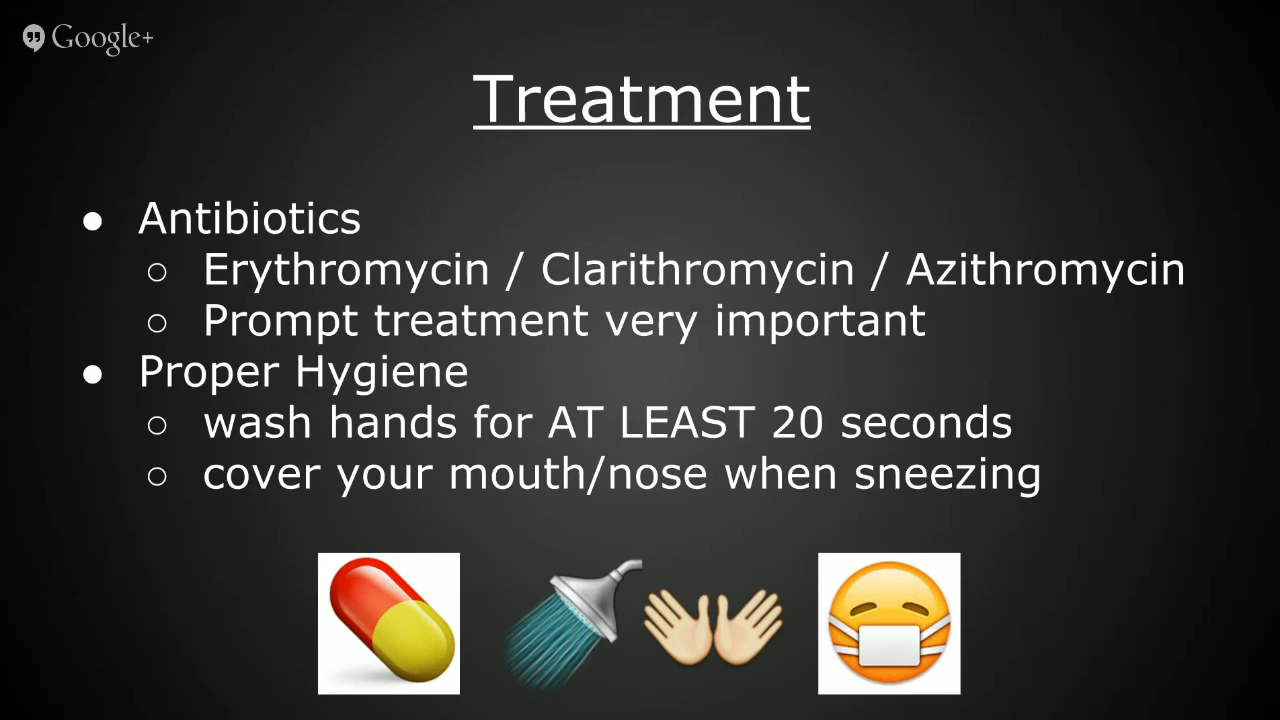 Google+
Treatment
● Antibiotics
○ Erythromycin / Clarithromycin / Azithromycin
○ Prompt treatment very important
● Proper Hygiene
○ wash hands for AT LEAST 20 seconds
○ cover your mouth/nose when sneezing